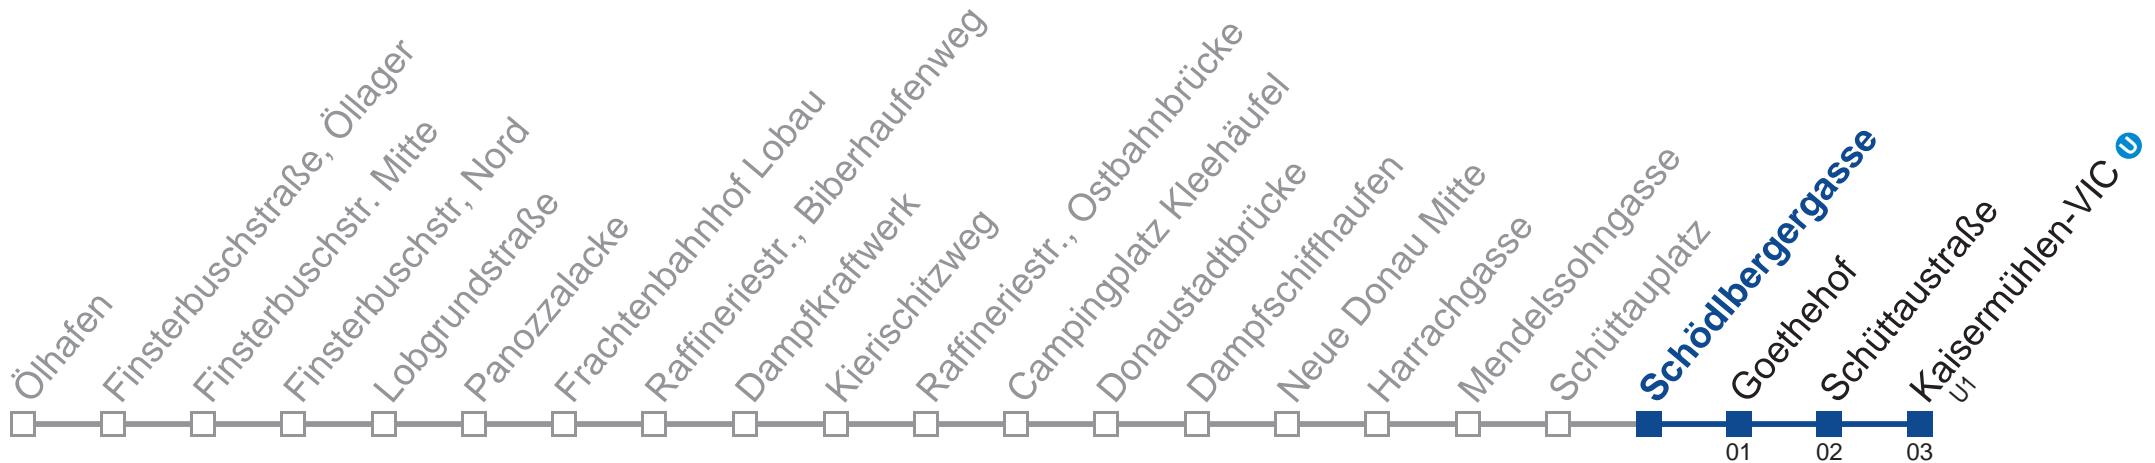 Ölhafen
Finsterbuschstraße, Öllager
Finsterbuschstr. Mitte
Finsterbuschstr, Nord
Lobgrundstraße
Panozzalacke
Frachtenbahnhof Lobau
Raffineriestr., Biberhaufenweg
Dampfkraftwerk
Kierischitzweg
Raffineriestr., Ostbahnbrücke
Campingplatz Kleehäufel
Donaustadtbrücke
Dampfschiffhaufen
Neue Donau Mitte
Harrachgasse
Mendelssohngasse
Schüttauplatz
Schödlbergergasse
Goethehof
Schüttaustraße
Kaisermühlen-VIC U
U1
01
02
03